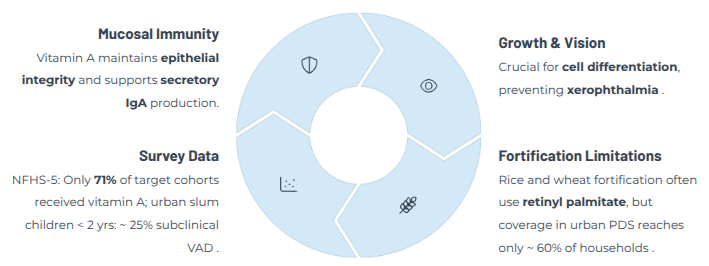 Mucosal Immunity
Vitamin A maintains epithelial
integrity and supports secretory
IgA production.
Growth & Vision
Crucial for cell differentiation,
preventing xerophthalmia .
Survey Data
NFHS-5: Only 71% of target cohorts
received vitamin A; urban slum
children < 2 yrs: ~ 25% subclinical
VAD .
Fortification Limitations
Rice and wheat fortification often
use retinyl palmitate, but
coverage in urban PDS reaches
only ~ 60% of households .